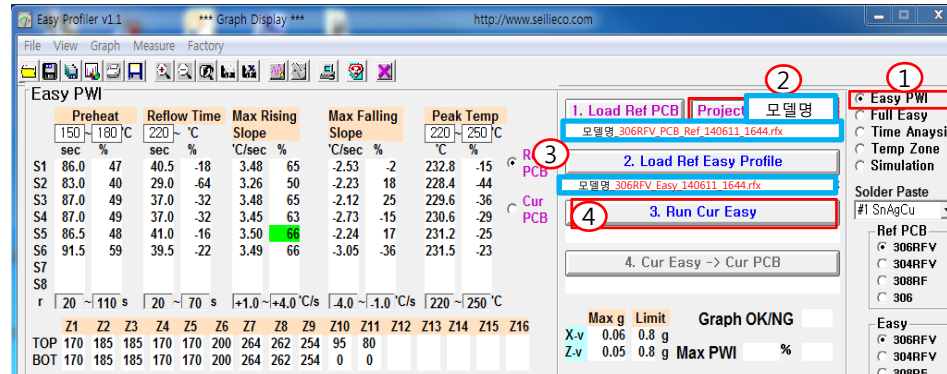 Easy Profiler v1.1 *** Graph Display *** http://www.seilieco.com
File View Graph Measure Factory
Easy PWI
Preheat Reflow Time Max Rising Slope Max Falling Slope Peak Temp
150 ~ 180 'C 220 ~ 'C 220 ~ 250 'C
sec % sec % 'C/sec % 'C/sec % 'C %
S1 86.0 47 40.5 -18 3.48 65 -2.53 -2 232.8 -15
S2 83.0 40 29.0 -64 3.26 50 -2.23 18 228.4 -44
S3 87.0 49 37.0 -32 3.48 65 -2.12 25 229.6 -36
S4 87.0 49 37.0 -32 3.45 63 -2.73 -15 230.6 -29
S5 86.5 48 41.0 -16 3.50 66 -2.24 17 231.2 -25
S6 91.5 59 39.5 -22 3.49 66 -3.05 -36 231.5 -23
S7
S8
r 20 ~ 110 s 20 ~ 70 s +1.0 ~ +4.0 'C/s -4.0 ~ -1.0 'C/s 220 ~ 250 'C
Z1 Z2 Z3 Z4 Z5 Z6 Z7 Z8 Z9 Z10 Z11 Z12 Z13 Z14 Z15 Z16
TOP 170 185 185 170 170 200 264 262 254 95 80
BOT 170 185 185 170 170 200 264 262 254 0 0
PCB
Cur PCB
1. Load Ref PCB Project 모델명
모델명_306RFV_PCB_Ref_140611_1644.rfx
2. Load Ref Easy Profile
모델명_306RFV_Easy_140611_1644.rfx
3. Run Cur Easy
4. Cur Easy -> Cur PCB
Max g Limit Graph OK/NG
X-v 0.06 0.8 g
Z-v 0.05 0.8 g Max PWI %
1
2
3
4
Easy PWI
Full Easy
Time Anaysi
Temp Zone
Simulation
Solder Paste
#1 SnAgCu
Ref PCB
306RFV
304RFV
308RF
306
Easy
306RFV
304RFV